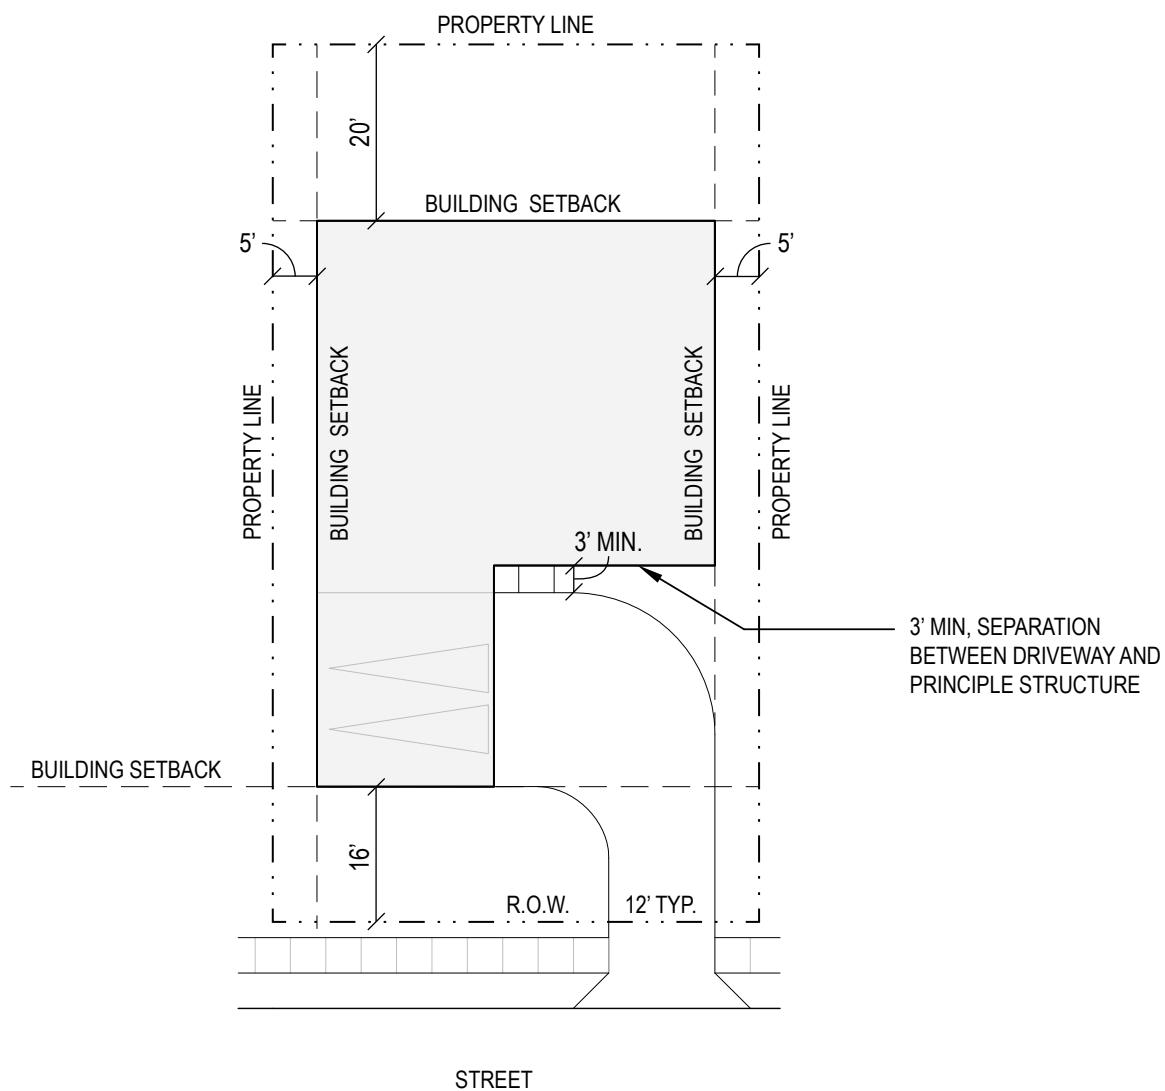 PROPERTY LINE
20’
BUILDING SETBACK
5’
5’
PROPERTY LINE
BUILDING SETBACK
BUILDING SETBACK
PROPERTY LINE
3’ MIN.
3’ MIN, SEPARATION
BETWEEN DRIVEWAY AND
PRINCIPLE STRUCTURE
BUILDING SETBACK
16’
R.O.W.
12’ TYP.
STREET